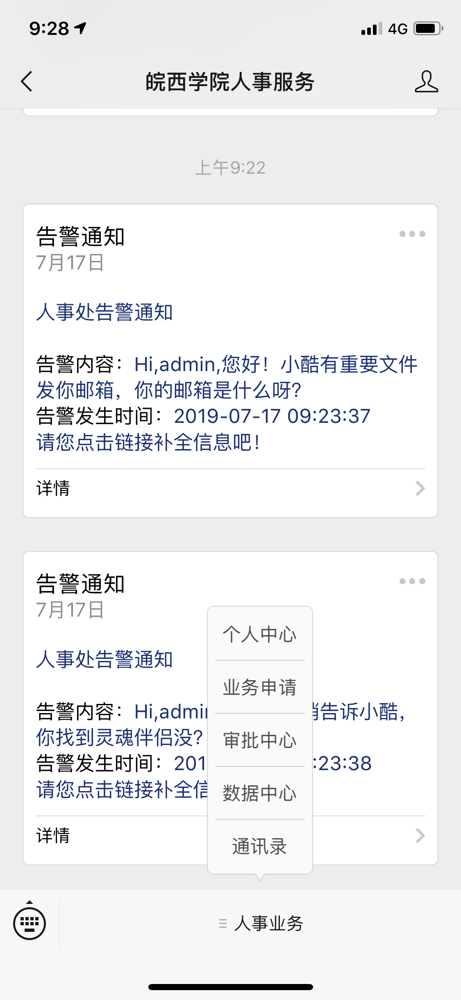 9:28
4G
皖西学院人事服务
上午9:22
告警通知
7月17日
人事处告警通知
告警内容：Hi,admin,您好！小酷有重要文件
发你邮箱，你的邮箱是什么呀?
告警发生时间：2019-07-17 09:23:37
请您点击链接补全信息吧！
详情
告警通知
7月17日
人事处告警通知
告警内容：Hi,admi 告诉小酷，
你找到灵魂伴侣没?
告警发生时间：201 :23:38
请您点击链接补全信
详情
个人中心
业务申请
审批中心
数据中心
通讯录
人事业务